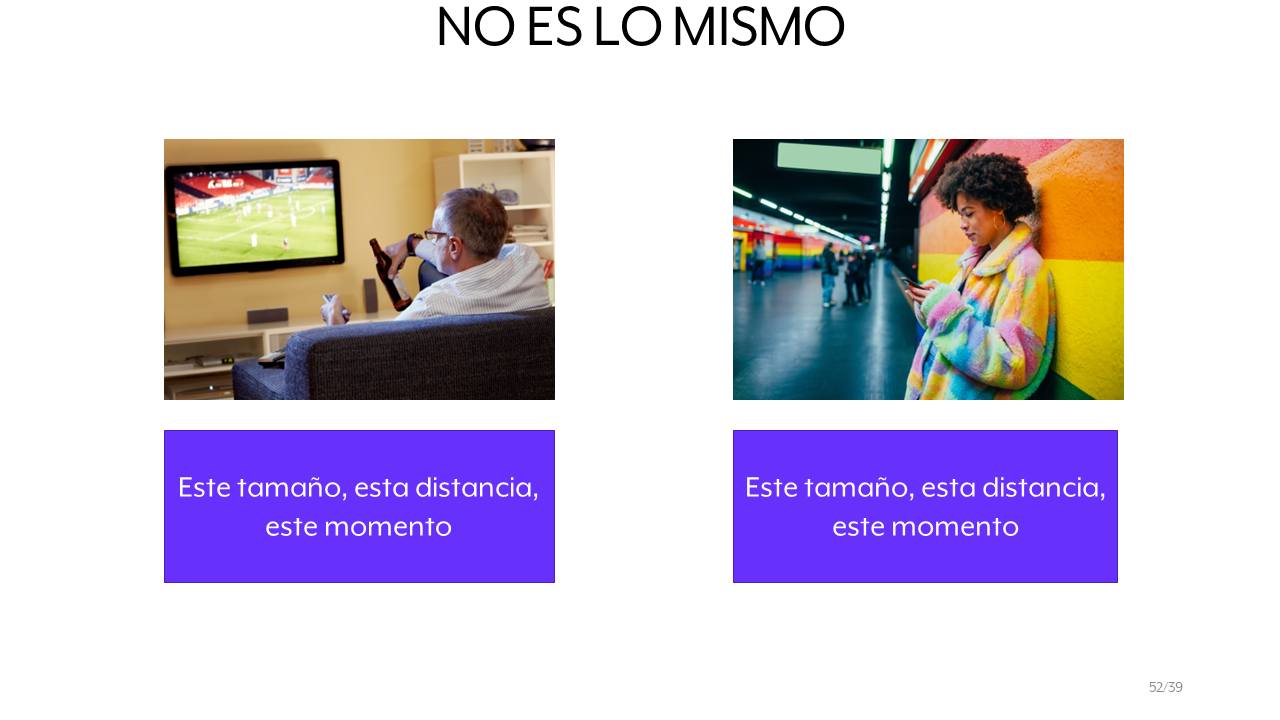 NO ES LO MISMO
Este tamaño, esta distancia,
este momento
Este tamaño, esta distancia,
este momento
52/39